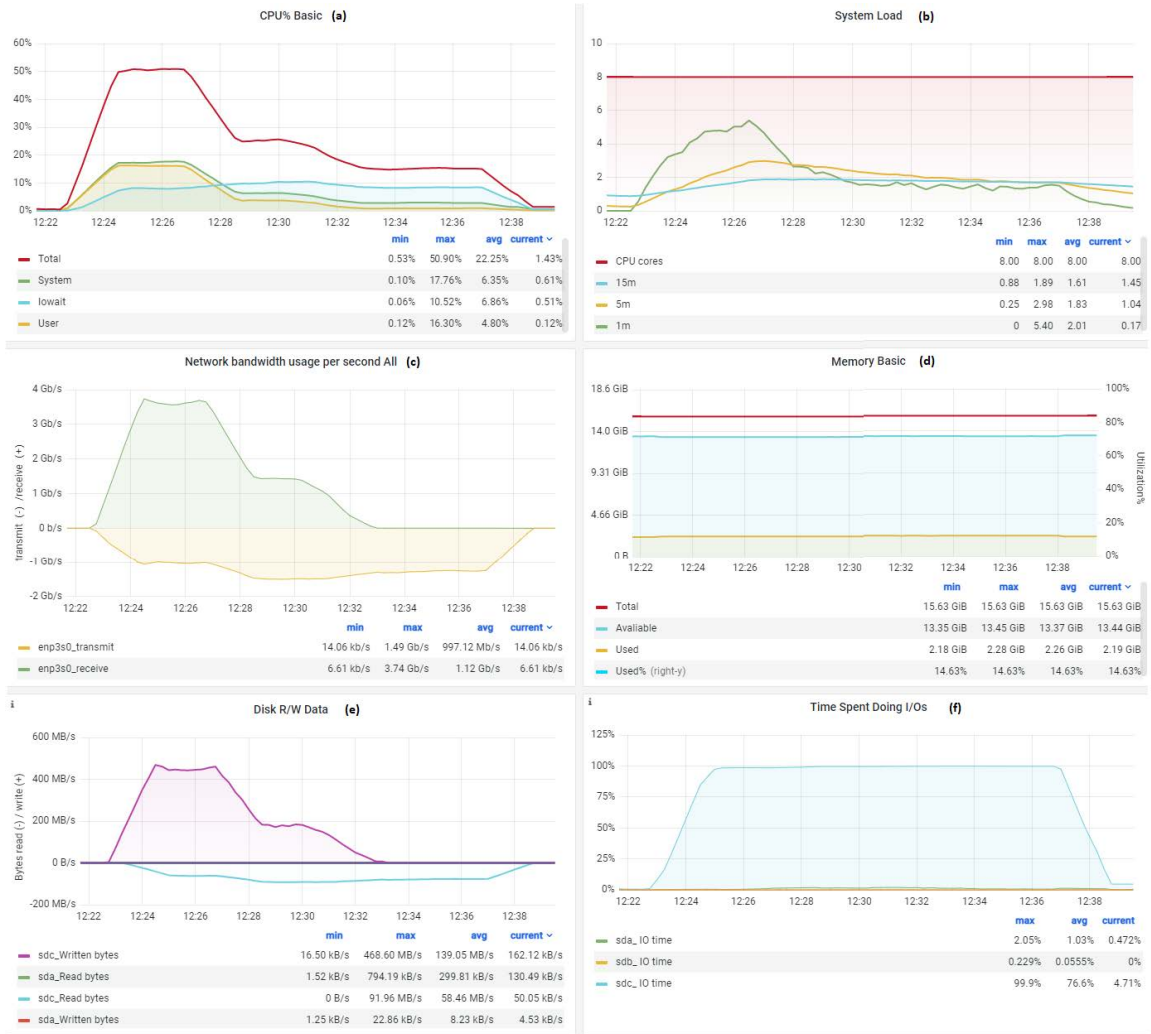 CPU% Basic (a)
60%
50%
40%
30%
20%
10%
0%
12:22 12:24 12:26 12:28 12:30 12:32 12:34 12:36 12:38
min max avg current
Total 0.53% 50.90% 22.25% 1.43%
System 0.10% 17.76% 6.35% 0.61%
Iowait 0.06% 10.52% 6.86% 0.51%
User 0.12% 16.30% 4.80% 0.12%
System Load (b)
10
8
6
4
2
0
12:22 12:24 12:26 12:28 12:30 12:32 12:34 12:36 12:38
min max avg current
CPU cores 8.00 8.00 8.00 8.00
15m 0.88 1.89 1.61 1.45
5m 0.25 2.98 1.83 1.04
1m 0 5.40 2.01 0.17
Network bandwidth usage per second All (c)
transmit (-) /receive (+)
4 Gb/s
3 Gb/s
2 Gb/s
1 Gb/s
0 b/s
-1 Gb/s
-2 Gb/s
12:22 12:24 12:26 12:28 12:30 12:32 12:34 12:36 12:38
min max avg current
enp3s0_transmit 14.06 kb/s 1.49 Gb/s 997.12 Mb/s 14.06 kb/s
enp3s0_receive 6.61 kb/s 3.74 Gb/s 1.12 Gb/s 6.61 kb/s
Memory Basic (d)
18.6 GiB
14.0 GiB
9.31 GiB
4.66 GiB
0 B
100%
80%
60%
40%
20%
0%
Utilization%
12:22 12:24 12:26 12:28 12:30 12:32 12:34 12:36 12:38
min max avg current
Total 15.63 GiB 15.63 GiB 15.63 GiB 15.63 GiB
Avaliable 13.35 GiB 13.45 GiB 13.37 GiB 13.44 GiB
Used 2.18 GiB 2.28 GiB 2.26 GiB 2.19 GiB
Used% (right-y) 14.63% 14.63% 14.63% 14.63%
i
Disk R/W Data (e)
Bytes read (-) / write (+)
600 MB/s
400 MB/s
200 MB/s
0 B/s
-200 MB/s
12:22 12:24 12:26 12:28 12:30 12:32 12:34 12:36 12:38
min max avg current
sdc_Written bytes 16.50 kB/s 468.60 MB/s 139.05 MB/s 162.12 kB/s
sda_Read bytes 1.52 kB/s 794.19 kB/s 299.81 kB/s 130.49 kB/s
sdc_Read bytes 0 B/s 91.96 MB/s 58.46 MB/s 50.05 kB/s
sda_Written bytes 1.25 kB/s 22.86 kB/s 8.23 kB/s 4.53 kB/s
i
Time Spent Doing I/Os (f)
125%
100%
75%
50%
25%
0%
12:22 12:24 12:26 12:28 12:30 12:32 12:34 12:36 12:38
max avg current
sda_ IO time 2.05% 1.03% 0.472%
sdb_ IO time 0.229% 0.0555% 0%
sdc_ IO time 99.9% 76.6% 4.71%